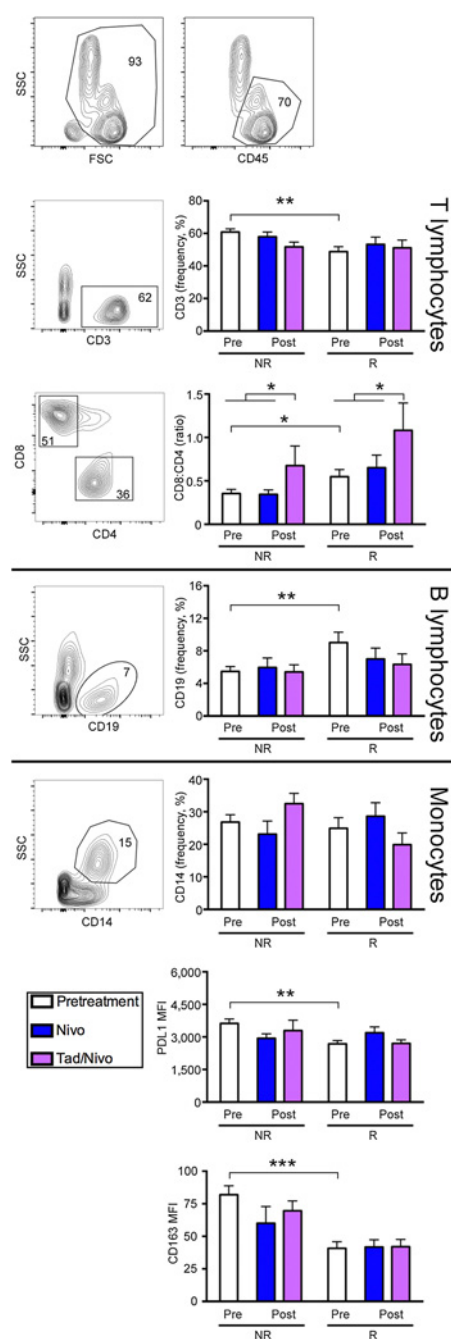 SSC
93
FSC
70
CD45
T lymphocytes
SSC
62
CD3
CD3 (frequency, %)
80
60
40
20
0
**
Pre
Post
Pre
Post
NR
R
CD8
51
36
CD4
CD8:CD4 (ratio)
1.5
1.0
0.5
0
*
*
*
Pre
Post
Pre
Post
NR
R
B lymphocytes
SSC
7
CD19
CD19 (frequency, %)
16
12
8
4
0
**
Pre
Post
Pre
Post
NR
R
Monocytes
SSC
15
CD14
CD14 (frequency, %)
40
30
20
10
0
Pre
Post
Pre
Post
NR
R
Pretreatment
Nivo
Tad/Nivo
PDL1 MFI
6,000
4,500
3,000
1,500
0
**
Pre
Post
Pre
Post
NR
R
CD163 MFI
100
75
50
25
0
***
Pre
Post
Pre
Post
NR
R